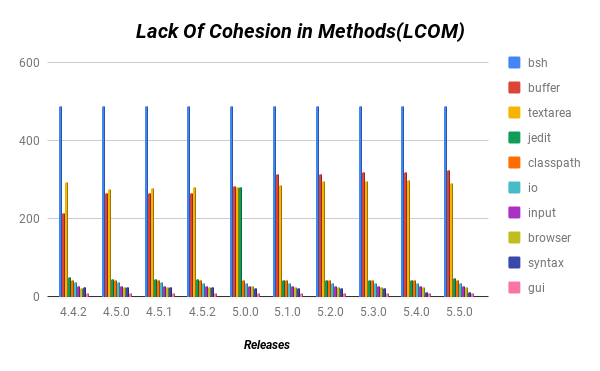 Lack Of Cohesion in Methods(LCOM)
600
400
200
0
4.4.2 4.5.0 4.5.1 4.5.2 5.0.0 5.1.0 5.2.0 5.3.0 5.4.0 5.5.0
Releases
bsh
buffer
textarea
jedit
classpath
io
input
browser
syntax
gui